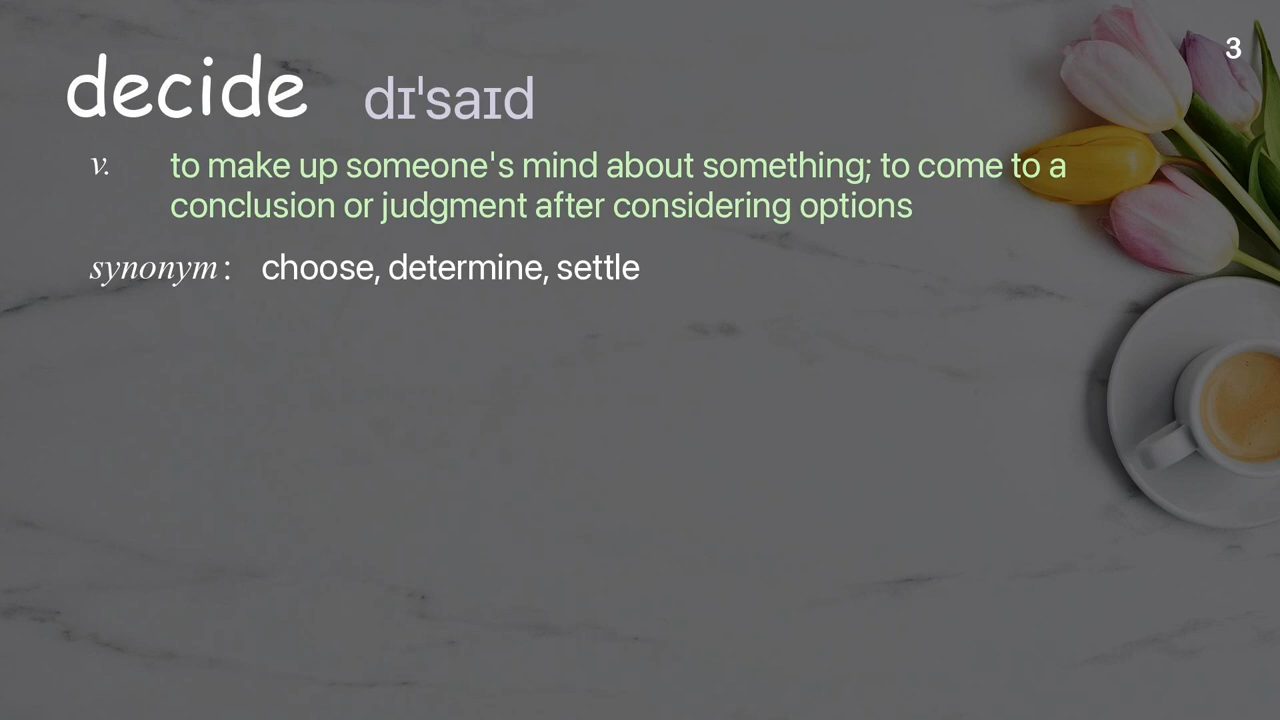 3
decide dɪˈsaɪd
v. to make up someone's mind about something; to come to a
conclusion or judgment after considering options
synonym : choose, determine, settle